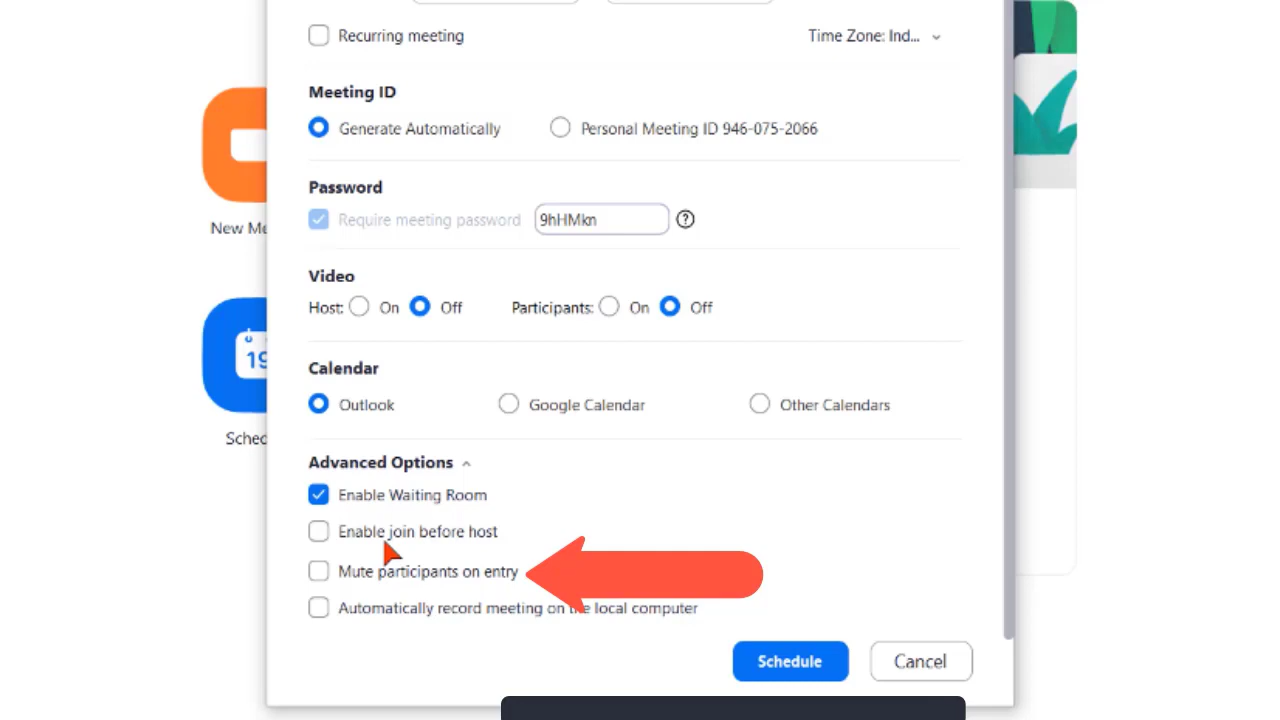 Recurring meeting Time Zone: Ind...
Meeting ID
Generate Automatically Personal Meeting ID 946-075-2066
Password
Require meeting password 9hHMkn ?
New Me
Video
Host: On Off Participants: On Off
19
Calendar
Outlook Google Calendar Other Calendars
Sched
Advanced Options
Enable Waiting Room
Enable join before host
Mute participants on entry
Automatically record meeting on the local computer
Schedule Cancel